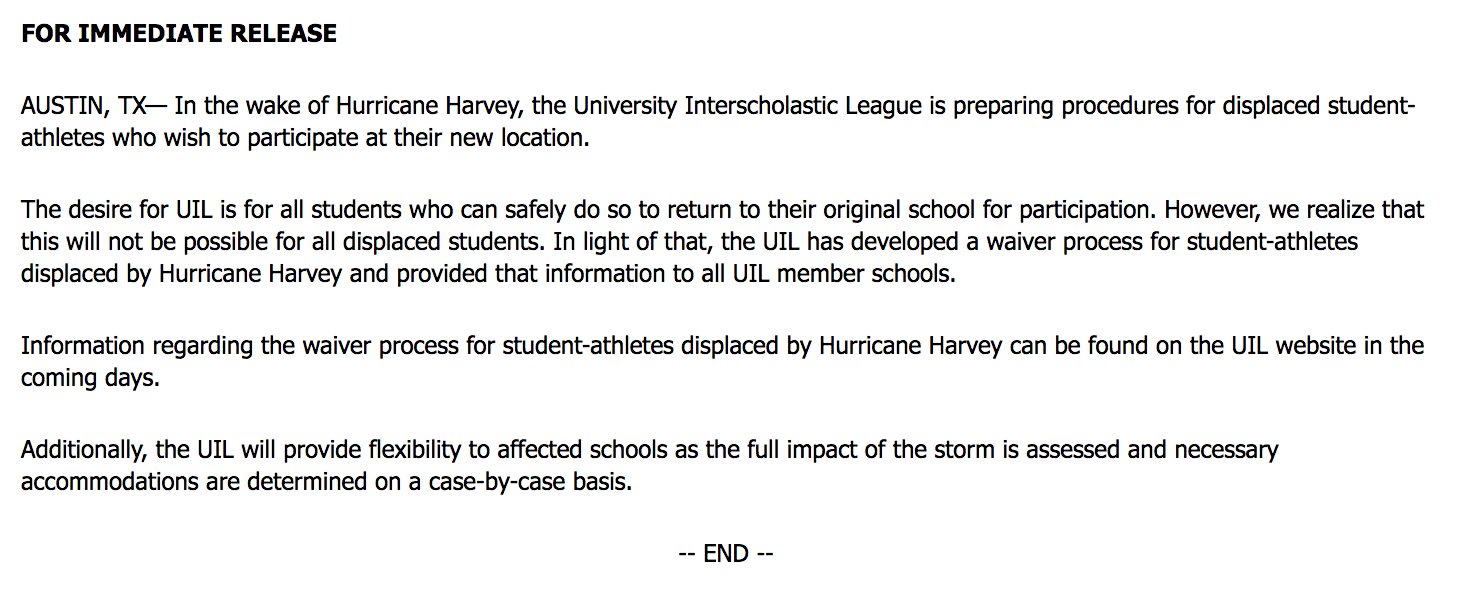 FOR IMMEDIATE RELEASE
AUSTIN, TX— In the wake of Hurricane Harvey, the University Interscholastic League is preparing procedures for displaced student-
athletes who wish to participate at their new location.
The desire for UIL is for all students who can safely do so to return to their original school for participation. However, we realize that
this will not be possible for all displaced students. In light of that, the UIL has developed a waiver process for student-athletes
displaced by Hurricane Harvey and provided that information to all UIL member schools.
Information regarding the waiver process for student-athletes displaced by Hurricane Harvey can be found on the UIL website in the
coming days.
Additionally, the UIL will provide flexibility to affected schools as the full impact of the storm is assessed and necessary
accommodations are determined on a case-by-case basis.
-- END --